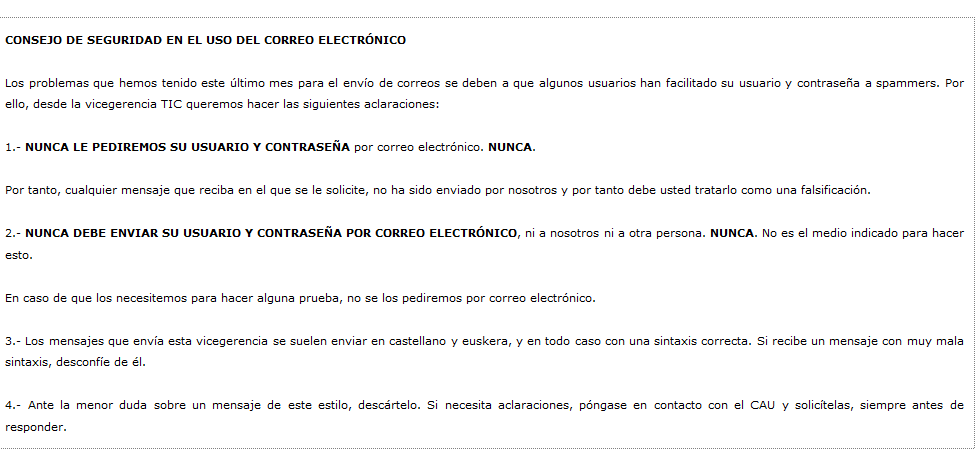 CONSEJO DE SEGURIDAD EN EL USO DEL CORREO ELECTRÓNICO
Los problemas que hemos tenido este último mes para el envío de correos se deben a que algunos usuarios han facilitado su usuario y contraseña a spammers. Por
ello, desde la vicegerencia TIC queremos hacer las siguientes aclaraciones:
1.- NUNCA LE PEDIREMOS SU USUARIO Y CONTRASEÑA por correo electrónico. NUNCA.
Por tanto, cualquier mensaje que reciba en el que se le solicite, no ha sido enviado por nosotros y por tanto debe usted tratarlo como una falsificación.
2.- NUNCA DEBE ENVIAR SU USUARIO Y CONTRASEÑA POR CORREO ELECTRÓNICO, ni a nosotros ni a otra persona. NUNCA. No es el medio indicado para hacer
esto.
En caso de que los necesitemos para hacer alguna prueba, no se los pediremos por correo electrónico.
3.- Los mensajes que envía esta vicegerencia se suelen enviar en castellano y euskera, y en todo caso con una sintaxis correcta. Si recibe un mensaje con muy mala
sintaxis, desconfíe de él.
4.- Ante la menor duda sobre un mensaje de este estilo, descártelo. Si necesita aclaraciones, póngase en contacto con el CAU y solicítelas, siempre antes de
responder.